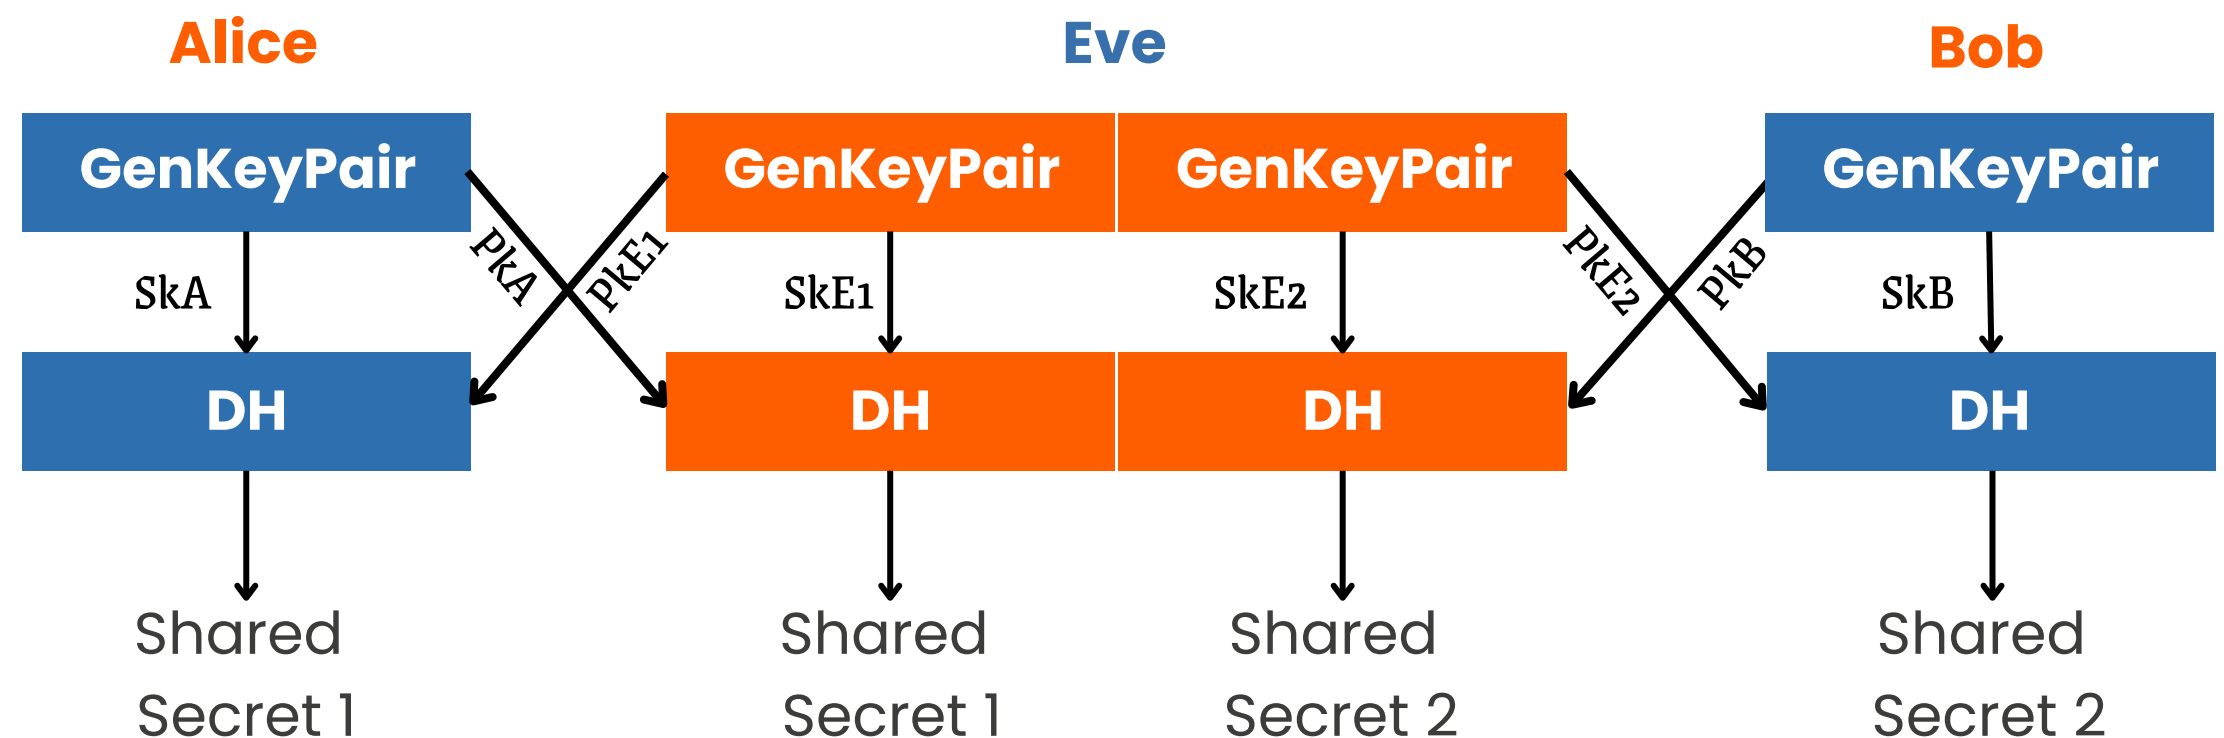 Alice
Eve
Bob
GenKeyPair
GenKeyPair
GenKeyPair
GenKeyPair
SkA
PkA
PkE1
SkE1
SkE2
PkE2
PkB
SkB
DH
DH
DH
DH
Shared
Secret 1
Shared
Secret 1
Shared
Secret 2
Shared
Secret 2